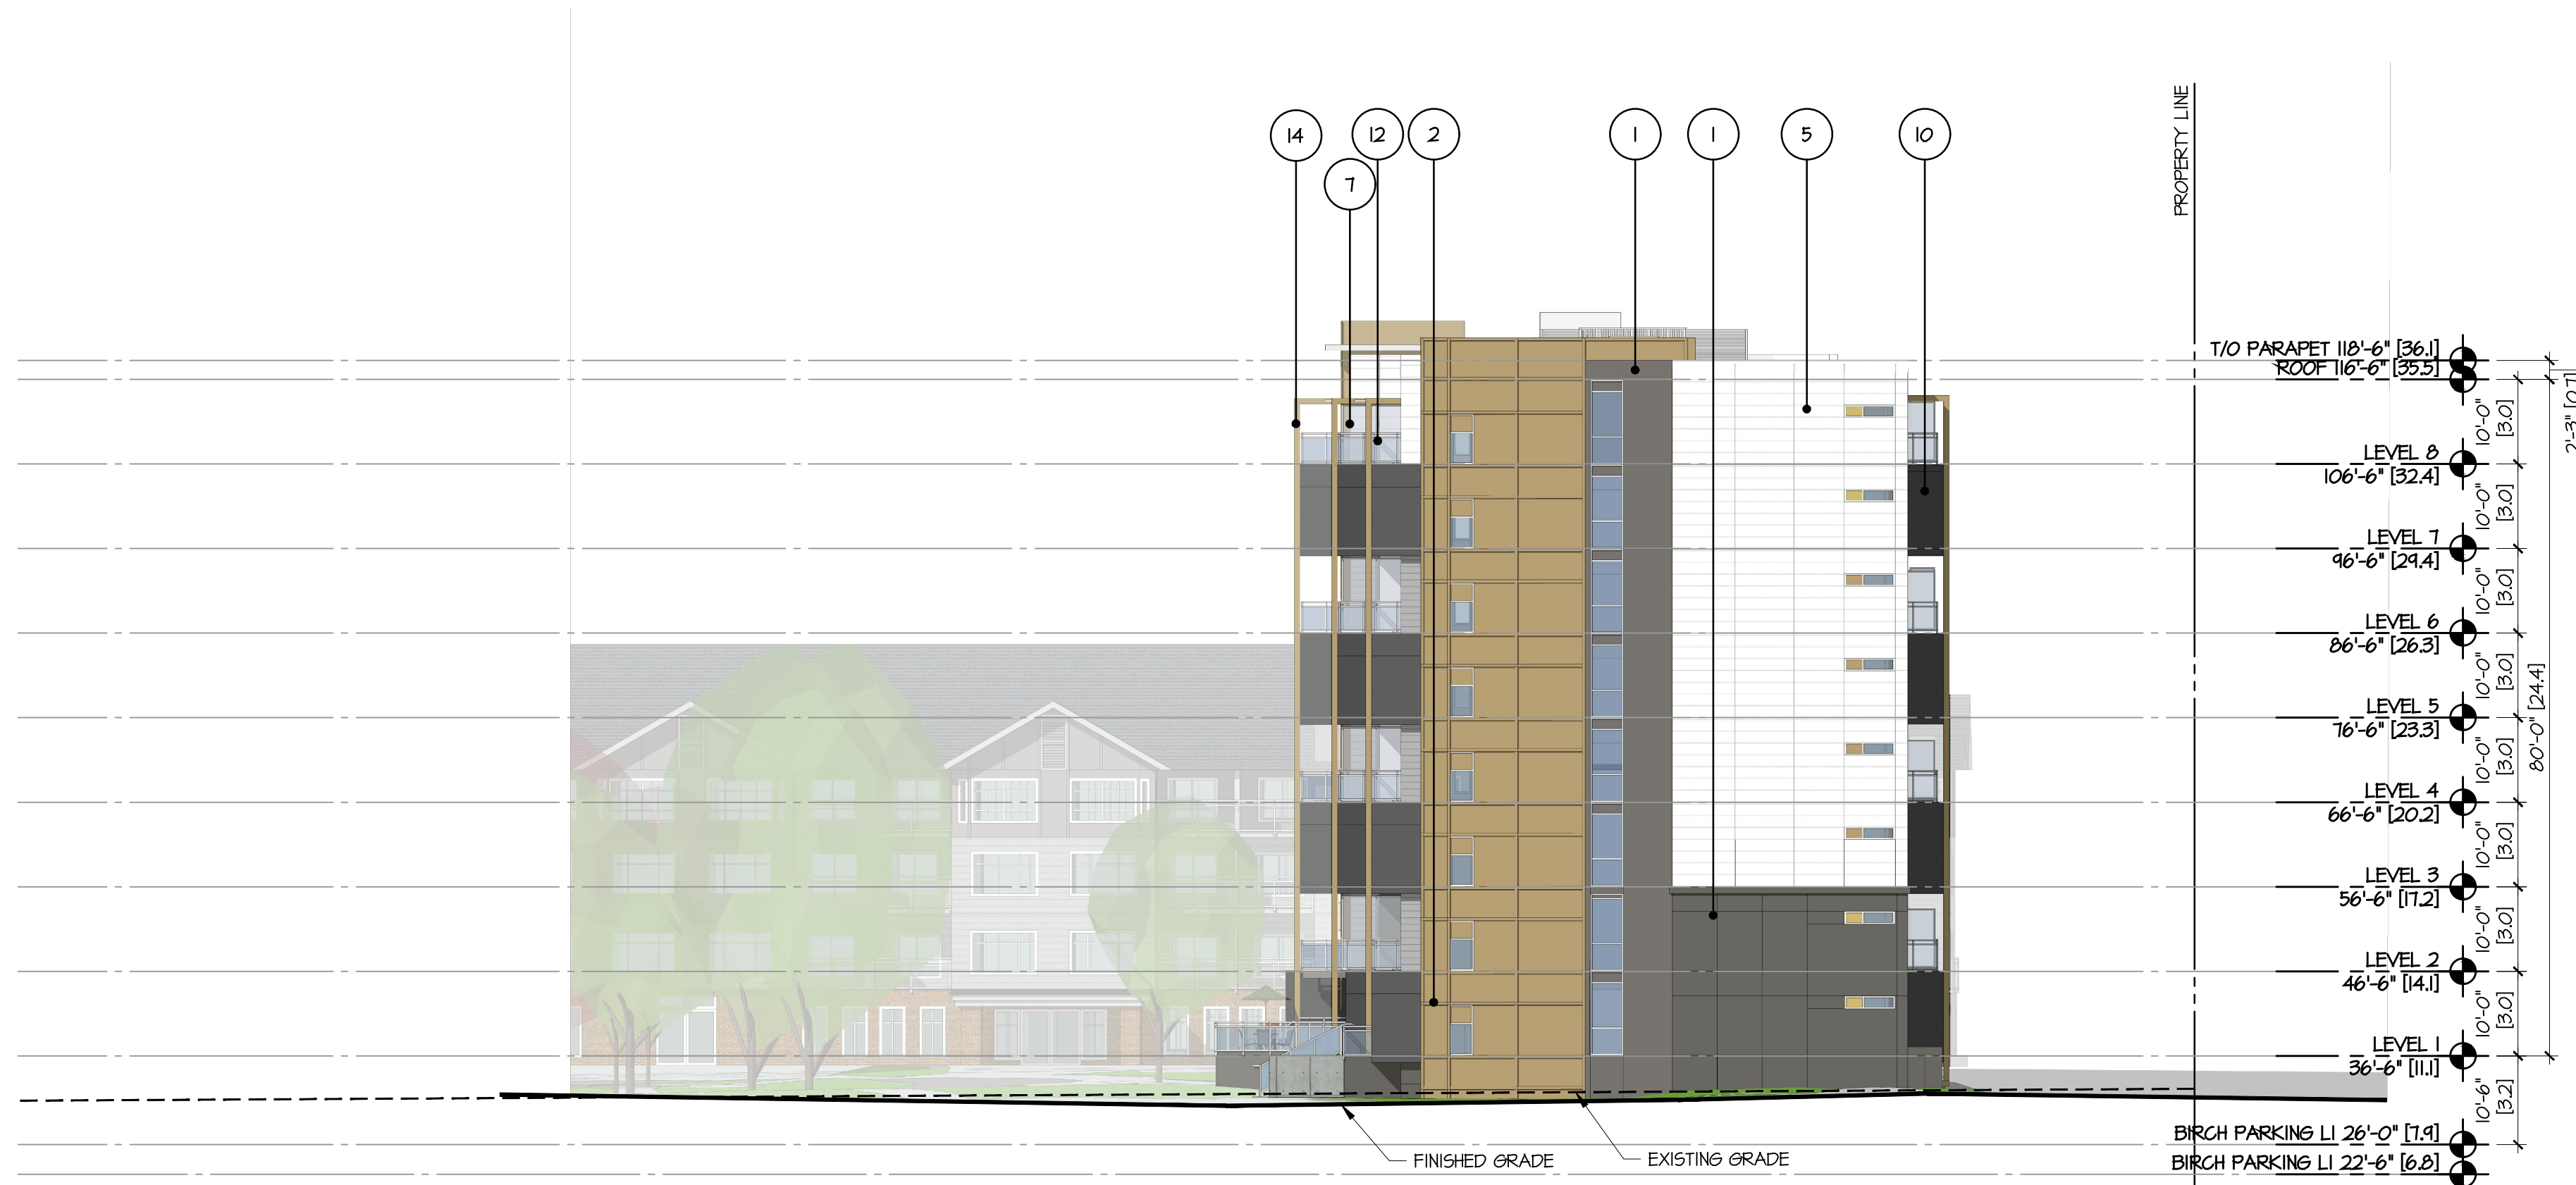 14
12
2
1
1
5
10
7
PROPERTY LINE
T/O PARAPET 118'-6" [36.1]
ROOF 116'-6" [35.5]
LEVEL 8
106'-6" [32.4]
LEVEL 7
96'-6" [29.4]
LEVEL 6
86'-6" [26.3]
LEVEL 5
76'-6" [23.3]
LEVEL 4
66'-6" [20.2]
LEVEL 3
56'-6" [17.2]
LEVEL 2
46'-6" [14.1]
LEVEL 1
36'-6" [11.1]
BIRCH PARKING L1 26'-0" [7.9]
BIRCH PARKING L1 22'-6" [6.8]
10'-0"
[3.0]
10'-0"
[3.0]
10'-0"
[3.0]
10'-0"
[3.0]
10'-0"
[3.0]
10'-0"
[3.0]
10'-0"
[3.0]
10'-0"
[3.0]
10'-6"
[3.2]
80'-0" [24.4]
2'-3" [0.7]
FINISHED GRADE
EXISTING GRADE